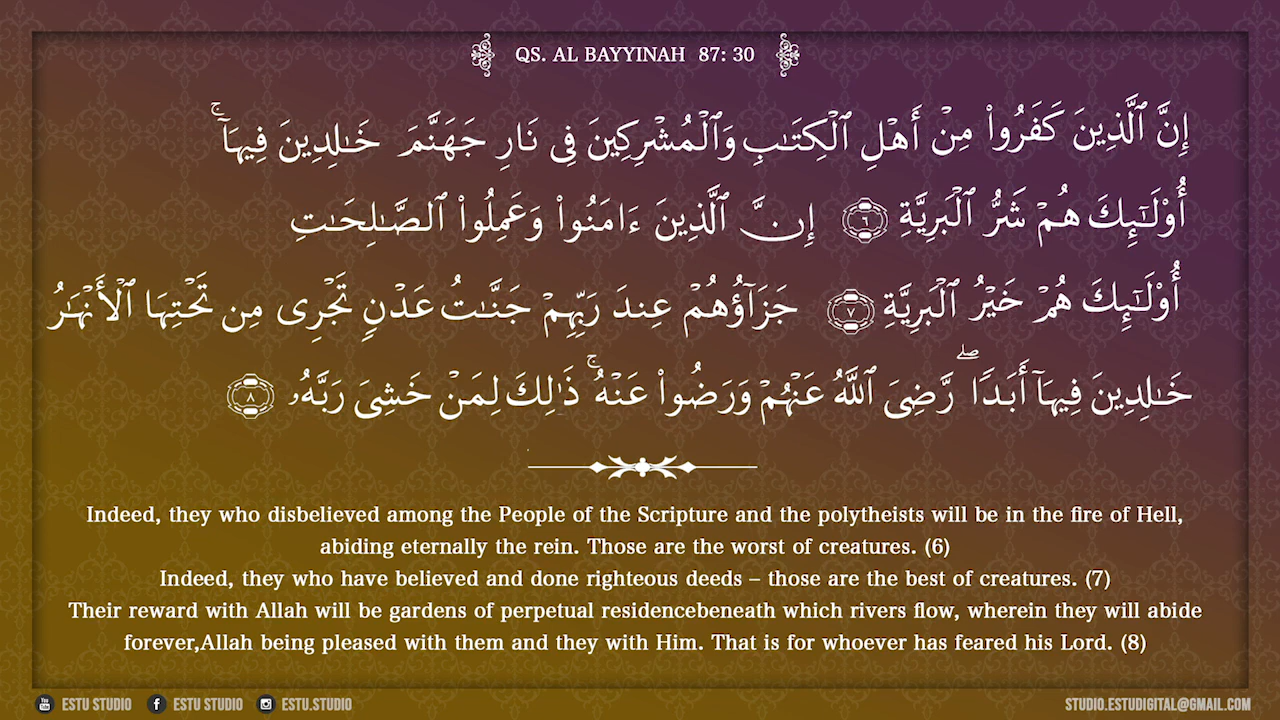 QS. AL BAYYINAH 87: 30
إِنَّ ٱلَّذِينَ كَفَرُوا۟ مِنْ أَهْلِ ٱلْكِتَـٰبِ وَٱلْمُشْرِكِينَ فِى نَارِ جَهَنَّمَ خَـٰلِدِينَ فِيهَآ ۚ
أُو۟لَـٰٓئِكَ هُمْ شَرُّ ٱلْبَرِيَّةِ ٦ إِنَّ ٱلَّذِينَ ءَامَنُوا۟ وَعَمِلُوا۟ ٱلصَّـٰلِحَـٰتِ
أُو۟لَـٰٓئِكَ هُمْ خَيْرُ ٱلْبَرِيَّةِ ٧ جَزَآؤُهُمْ عِندَ رَبِّهِمْ جَنَّـٰتُ عَدْنٍ تَجْرِى مِن تَحْتِهَا ٱلْأَنْهَـٰرُ
خَـٰلِدِينَ فِيهَآ أَبَدًا ۖ رَّضِىَ ٱللَّهُ عَنْهُمْ وَرَضُوا۟ عَنْهُ ۚ ذَٰلِكَ لِمَنْ خَشِىَ رَبَّهُۥ ٨
Indeed, they who disbelieved among the People of the Scripture and the polytheists will be in the fire of Hell,
abiding eternally the rein. Those are the worst of creatures. (6)
Indeed, they who have believed and done righteous deeds – those are the best of creatures. (7)
Their reward with Allah will be gardens of perpetual residencebeneath which rivers flow, wherein they will abide
forever,Allah being pleased with them and they with Him. That is for whoever has feared his Lord. (8)
You Tube ESTU STUDIO f ESTU STUDIO ESTU.STUDIO STUDIO.ESTUDIGITAL@GMAIL.COM